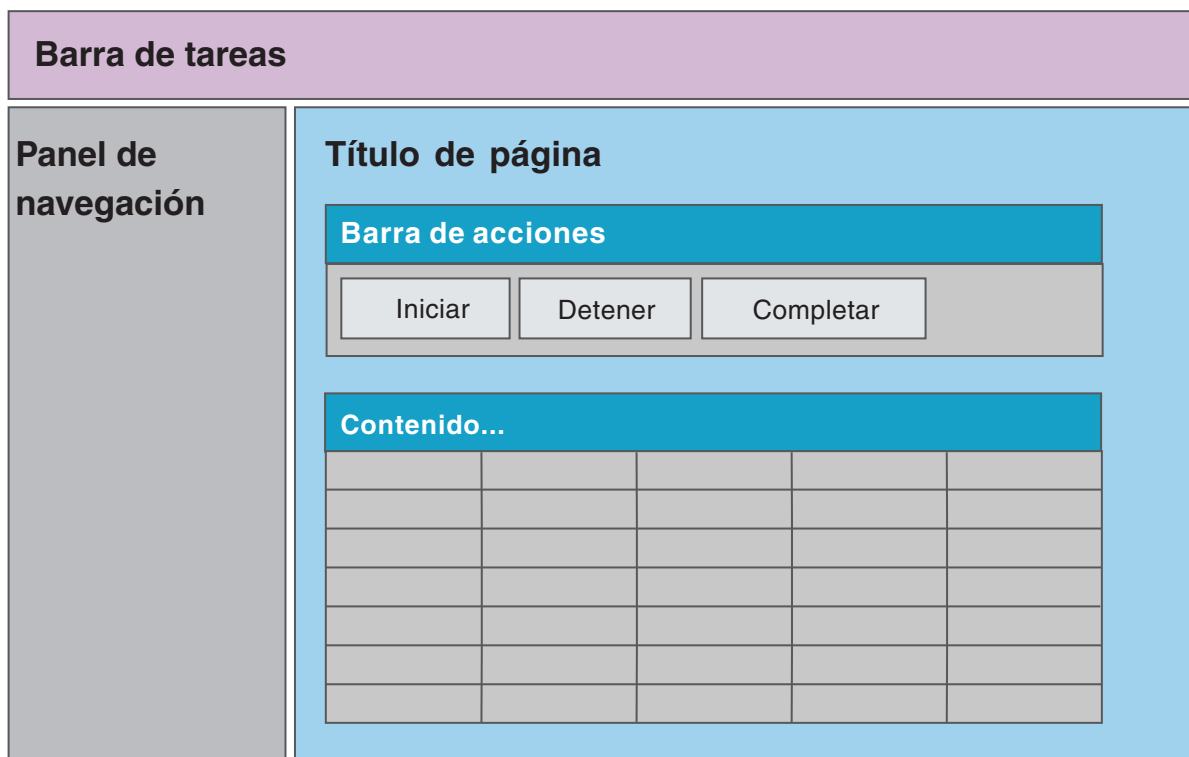 Barra de tareas
Panel de
navegación
Título de página
Barra de acciones
Iniciar
Detener
Completar
Contenido...